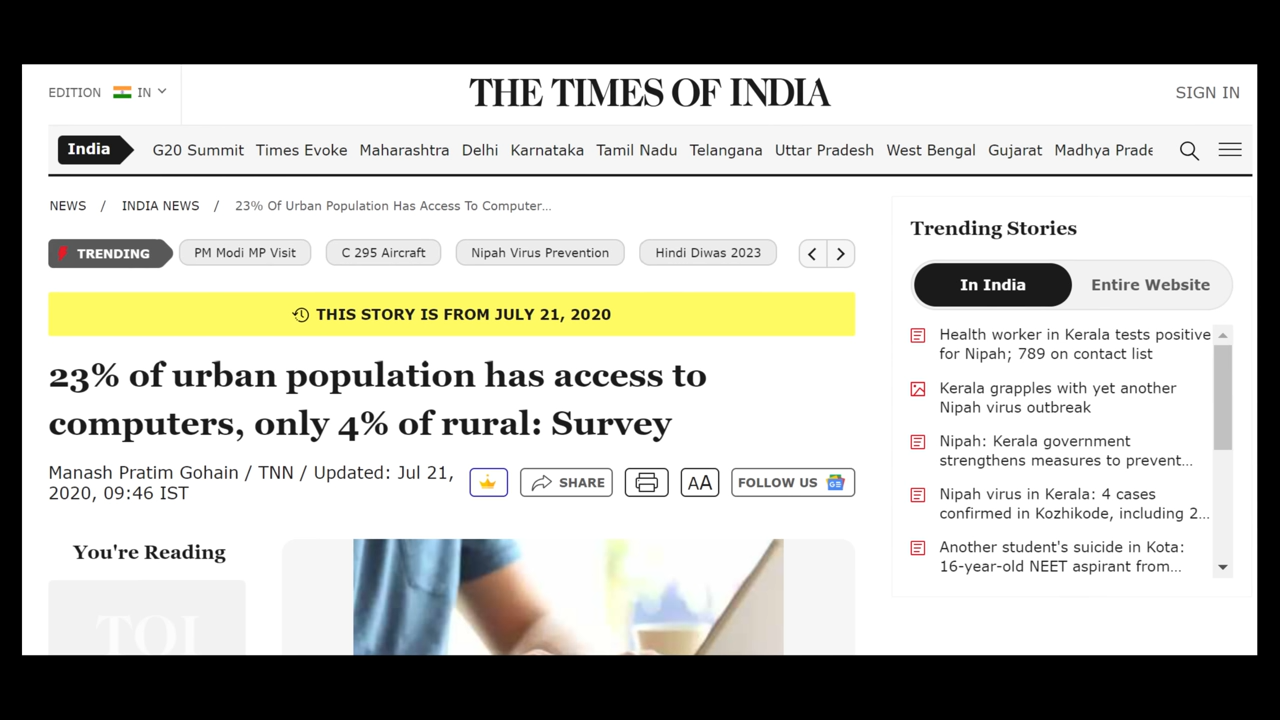 EDITION IN
THE TIMES OF INDIA
SIGN IN
India G20 Summit Times Evoke Maharashtra Delhi Karnataka Tamil Nadu Telangana Uttar Pradesh West Bengal Gujarat Madhya Prade
NEWS / INDIA NEWS / 23% Of Urban Population Has Access To Computer...
TRENDING PM Modi MP Visit C 295 Aircraft Nipah Virus Prevention Hindi Diwas 2023
THIS STORY IS FROM JULY 21, 2020
23% of urban population has access to
computers, only 4% of rural: Survey
Manash Pratim Gohain / TNN / Updated: Jul 21,
2020, 09:46 IST
SHARE
AA
FOLLOW US
GE
You're Reading
TOI
Trending Stories
In India Entire Website
Health worker in Kerala tests positive
for Nipah; 789 on contact list
Kerala grapples with yet another
Nipah virus outbreak
Nipah: Kerala government
strengthens measures to prevent...
Nipah virus in Kerala: 4 cases
confirmed in Kozhikode, including 2...
Another student's suicide in Kota:
16-year-old NEET aspirant from...